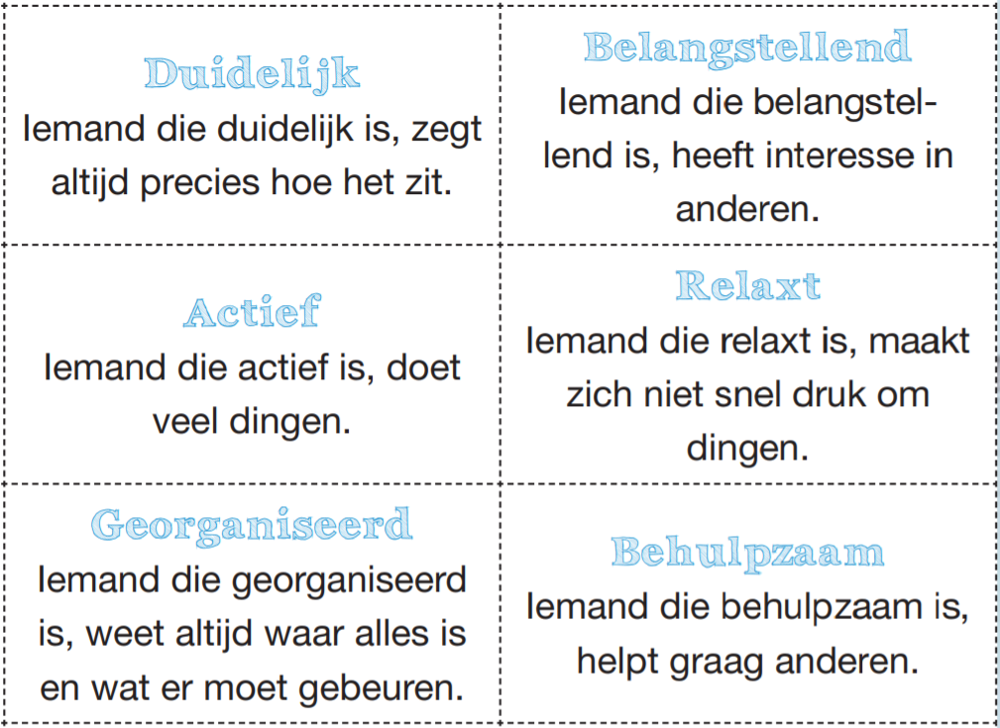 Duidelijk
Iemand die duidelijk is, zegt
altijd precies hoe het zit.
Belangstellend
Iemand die belangstel-
lend is, heeft interesse in
anderen.
Actief
Iemand die actief is, doet
veel dingen.
Relaxt
Iemand die relaxt is, maakt
zich niet snel druk om
dingen.
Georganiseerd
Iemand die georganiseerd
is, weet altijd waar alles is
en wat er moet gebeuren.
Behulpzaam
Iemand die behulpzaam is,
helpt graag anderen.